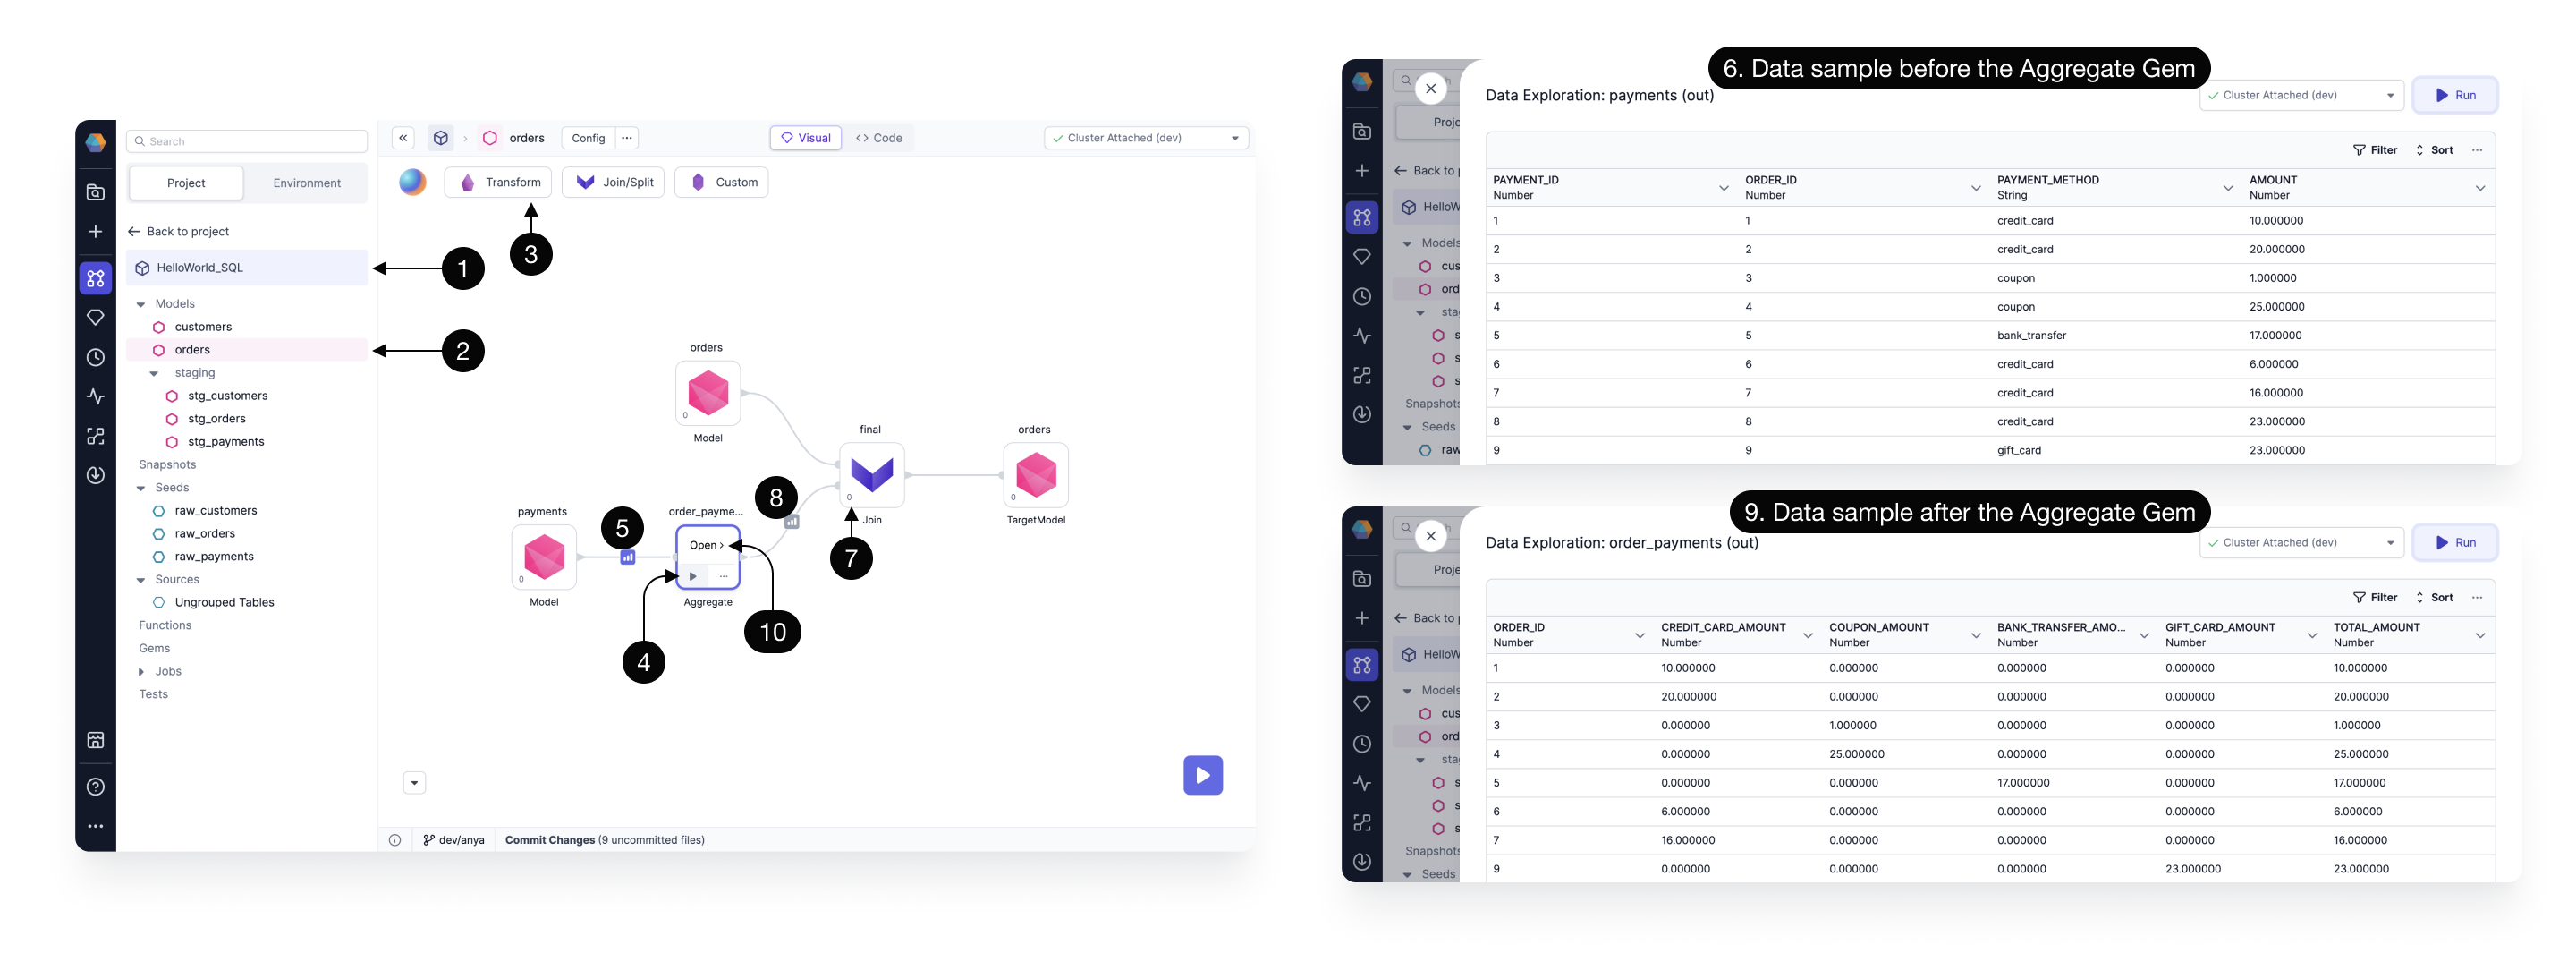 Search
Project
Environment
Back to project
HelloWorld_SQL
Models
customers
orders
staging
stg_customers
stg_orders
stg_payments
Snapshots
Seeds
raw_customers
raw_orders
raw_payments
Sources
Ungrouped Tables
Functions
Gems
Jobs
Tests
orders
Config
Visual
Code
Cluster Attached (dev)
Transform
Join/Split
Custom
1
2
3
orders
0
Model
final
0
Join
orders
0
TargetModel
payments
0
Model
order_payme...
Open
Aggregate
4
5
7
8
10
dev/anya
Commit Changes (9 uncommitted files)
6. Data sample before the Aggregate Gem
Data Exploration: payments (out)
Cluster Attached (dev)
Run
Filter
Sort
PAYMENT_ID ORDER_ID PAYMENT_METHOD AMOUNT
Number Number String Number
1 1 credit_card 10.000000
2 2 credit_card 20.000000
3 3 coupon 1.000000
4 4 coupon 25.000000
5 5 bank_transfer 17.000000
6 6 credit_card 6.000000
7 7 credit_card 16.000000
8 8 credit_card 23.000000
9 9 gift_card 23.000000
Proje
Back to
HelloW
Models
cus
ord
sta
s
s
s
Snapshots
Seeds
raw
9. Data sample after the Aggregate Gem
Data Exploration: order_payments (out)
Cluster Attached (dev)
Run
Filter
Sort
ORDER_ID CREDIT_CARD_AMOUNT COUPON_AMOUNT BANK_TRANSFER_AMO... GIFT_CARD_AMOUNT TOTAL_AMOUNT
Number Number Number Number Number Number
1 10.000000 0.000000 0.000000 0.000000 10.000000
2 20.000000 0.000000 0.000000 0.000000 20.000000
3 0.000000 1.000000 0.000000 0.000000 1.000000
4 0.000000 25.000000 0.000000 0.000000 25.000000
5 0.000000 0.000000 17.000000 0.000000 17.000000
6 6.000000 0.000000 0.000000 0.000000 6.000000
7 16.000000 0.000000 0.000000 0.000000 16.000000
9 0.000000 0.000000 0.000000 23.000000 23.000000
Proje
Back to
HelloW
Models
cus
ord
sta
s
s
s
Snapshots
Seeds